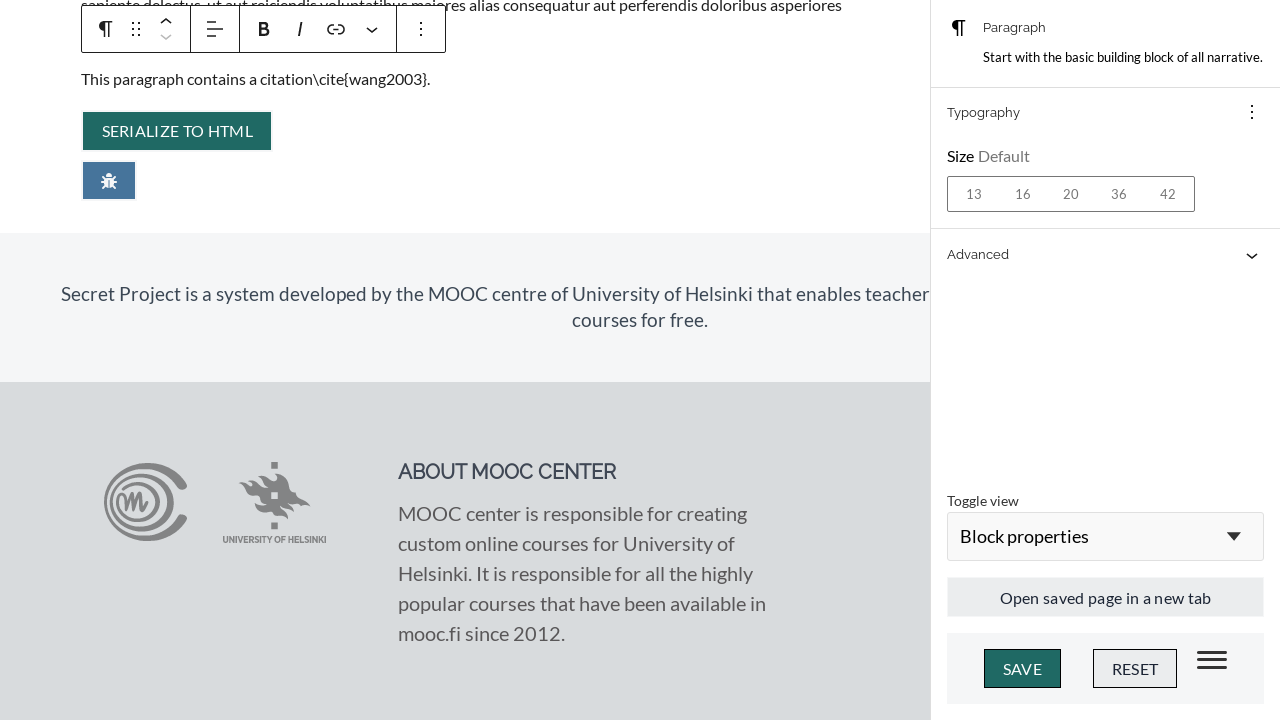 sapiente delectus, ut aut reiciendis voluptatibus maiores alias consequatur aut perferendis doloribus asperiores
B I
This paragraph contains a citation\cite{wang2003}.
SERIALIZE TO HTML
Secret Project is a system developed by the MOOC centre of University of Helsinki that enables teacher
courses for free.
UNIVERSITY OF HELSINKI
ABOUT MOOC CENTER
MOOC center is responsible for creating
custom online courses for University of
Helsinki. It is responsible for all the highly
popular courses that have been available in
mooc.fi since 2012.
Paragraph
Start with the basic building block of all narrative.
Typography
Size Default
13 16 20 36 42
Advanced
Toggle view
Block properties
Open saved page in a new tab
SAVE RESET